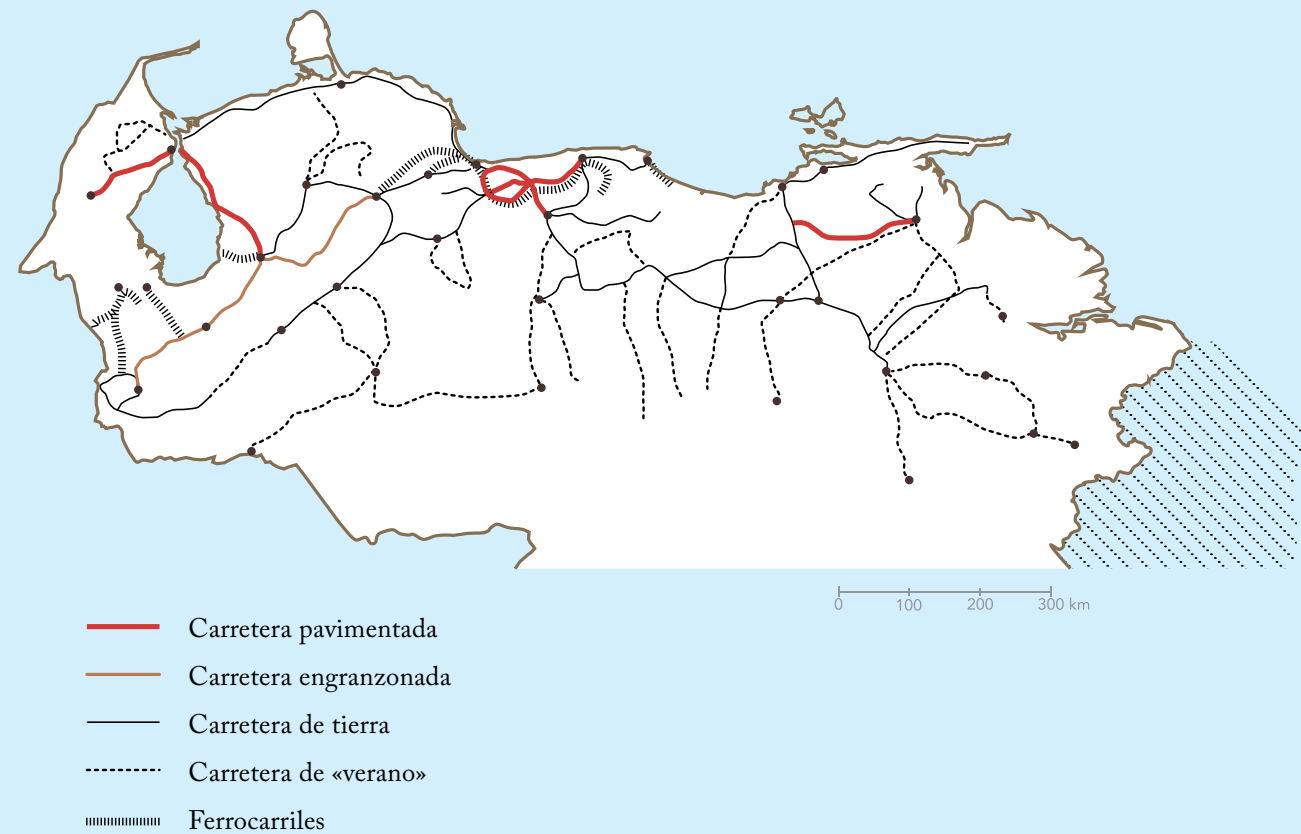 0 100 200 300 km
Carretera pavimentada
Carretera engranzonada
Carretera de tierra
Carretera de «verano»
Ferrocarriles